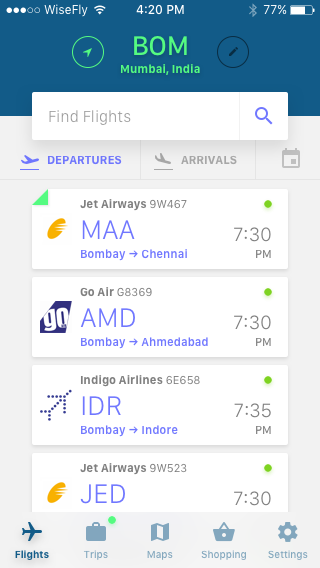 WiseFly 4:20 PM 77%
BOM
Mumbai, India
Find Flights
DEPARTURES ARRIVALS
Jet Airways 9W467
MAA 7:30
Bombay → Chennai PM
Go Air G8369
go AMD 7:30
Bombay → Ahmedabad PM
Indigo Airlines 6E658
IDR 7:35
Bombay → Indore PM
Jet Airways 9W523
JED 7:30
Flights Trips Maps Shopping Settings